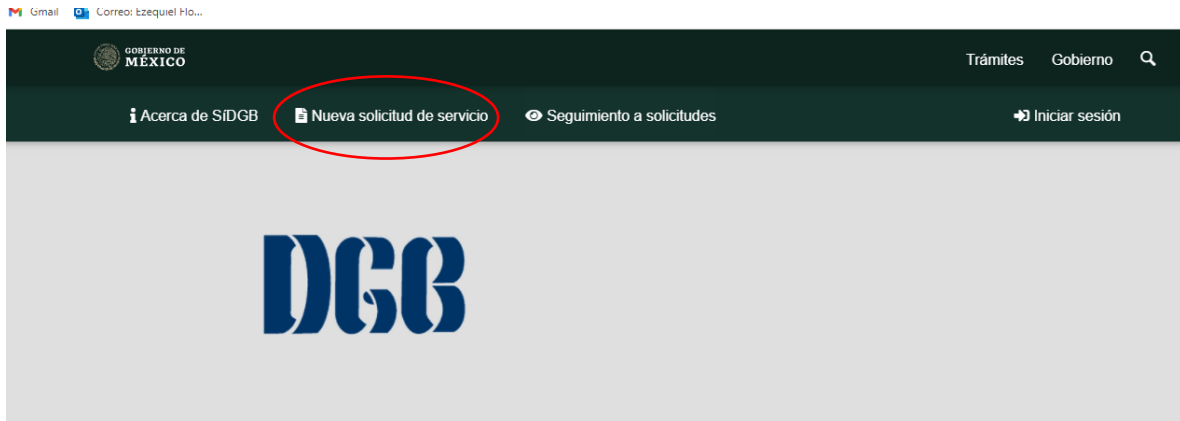 Gmail Correo: Ezequiel Flo...
GOBIERNO DE
MÉXICO
Trámites Gobierno
Acerca de SíDGB Nueva solicitud de servicio Seguimiento a solicitudes Iniciar sesión
DGB